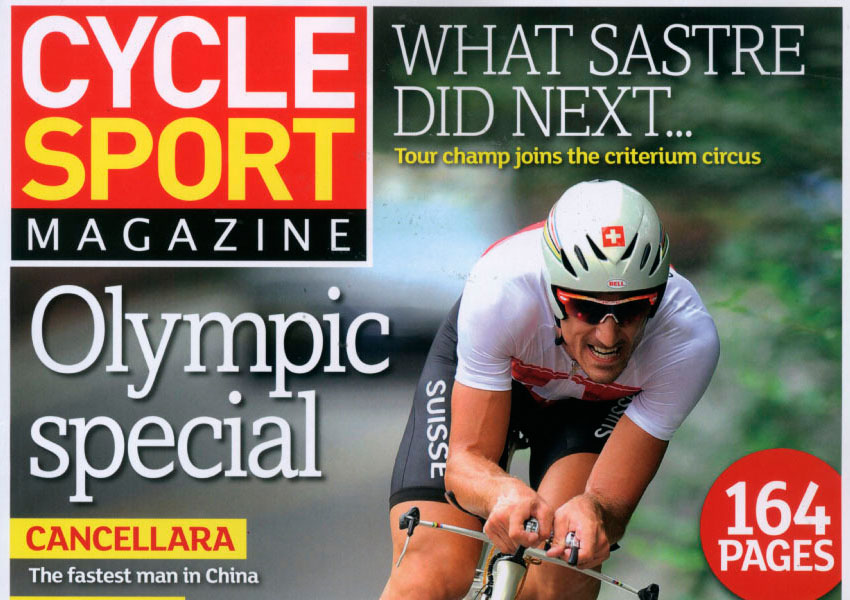 CYCLE
SPORT
MAGAZINE
WHAT SASTRE
DID NEXT...
Tour champ joins the criterium circus
Olympic
special
BELL
SUISSE
SUISSE
CANCELLARA
The fastest man in China
164
PAGES